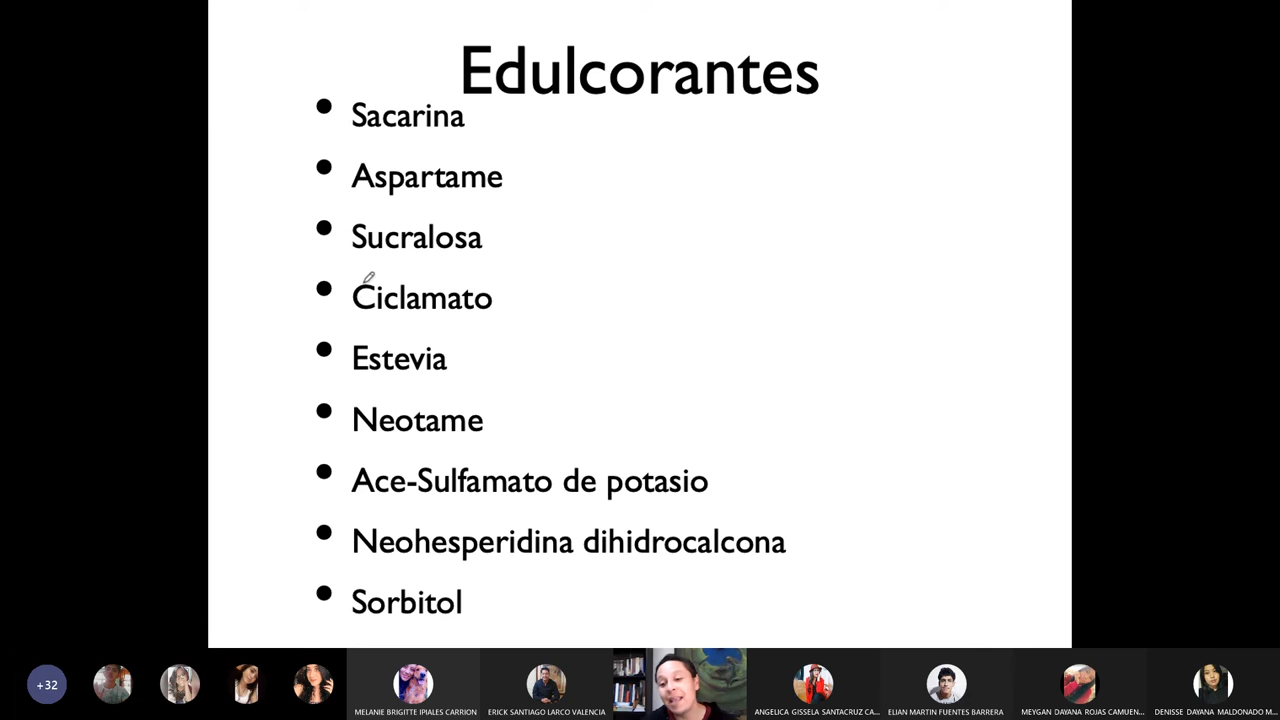 Edulcorantes
Sacarina
Aspartame
Sucralosa
Ciclamato
Estevia
Neotame
Ace-Sulfamato de potasio
Neohesperidina dihidrocalcona
Sorbitol
+32
MELANIE BRIGITTE IPIALES CARRION
ERICK SANTIAGO LARCO VALENCIA
ANGELICA GISSELA SANTACRUZ CA...
ELIAN MARTIN FUENTES BARRERA
MEYGAN DAYANA ROJAS CAMUEN...
DENISSE DAYANA MALDONADO M...